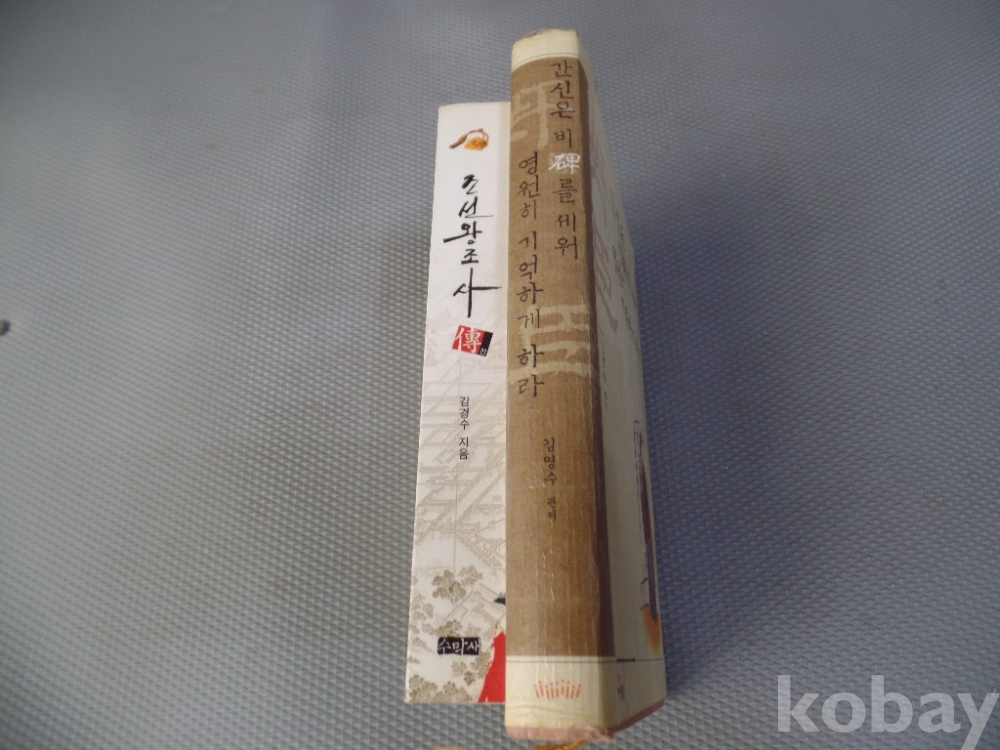 조선왕조사
傳
김경수 지음
수막새
간신은 비碑를 세워
영원히 기억하게 하라
김영수 편저
kobay